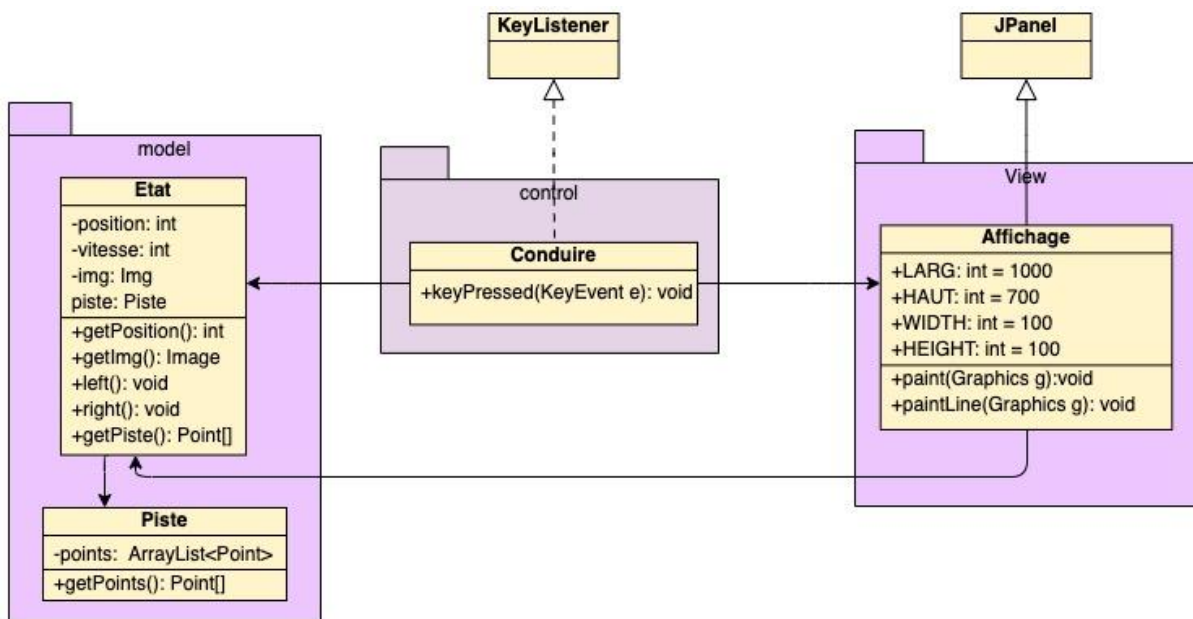 KeyListener
JPanel
model
Etat
-position: int
-vitesse: int
-img: Img
piste: Piste
+getPosition(): int
+getImg(): Image
+left(): void
+right(): void
+getPiste(): Point[]
Piste
-points:  ArrayList<Point>
+getPoints(): Point[]
control
Conduire
+keyPressed(KeyEvent e): void
View
Affichage
+LARG: int = 1000
+HAUT: int = 700
+WIDTH: int = 100
+HEIGHT: int = 100
+paint(Graphics g):void
+paintLine(Graphics g): void